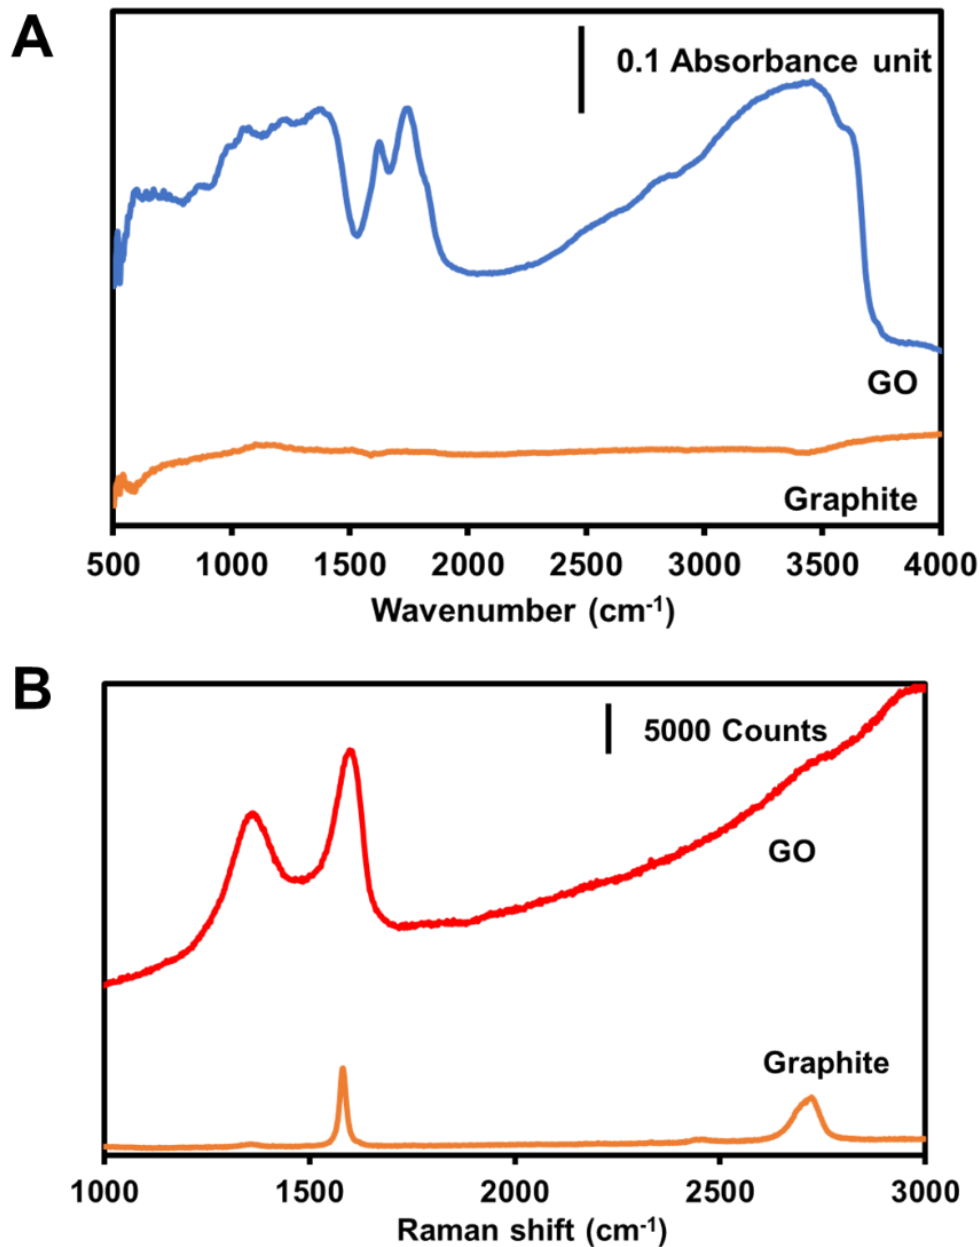 A
0.1 Absorbance unit
GO
Graphite
500 1000 1500 2000 2500 3000 3500 4000
Wavenumber (cm-1)
B
5000 Counts
GO
Graphite
1000 1500 2000 2500 3000
Raman shift (cm-1)